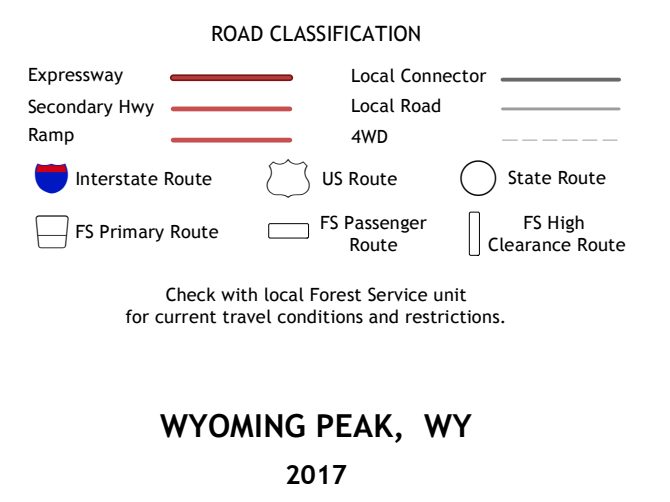 ROAD CLASSIFICATION
Expressway
Local Connector
Secondary Hwy
Local Road
Ramp
4WD
Interstate Route
US Route
State Route
FS Primary Route
FS Passenger
Route
FS High
Clearance Route
Check with local Forest Service unit
for current travel conditions and restrictions.
WYOMING PEAK, WY
2017